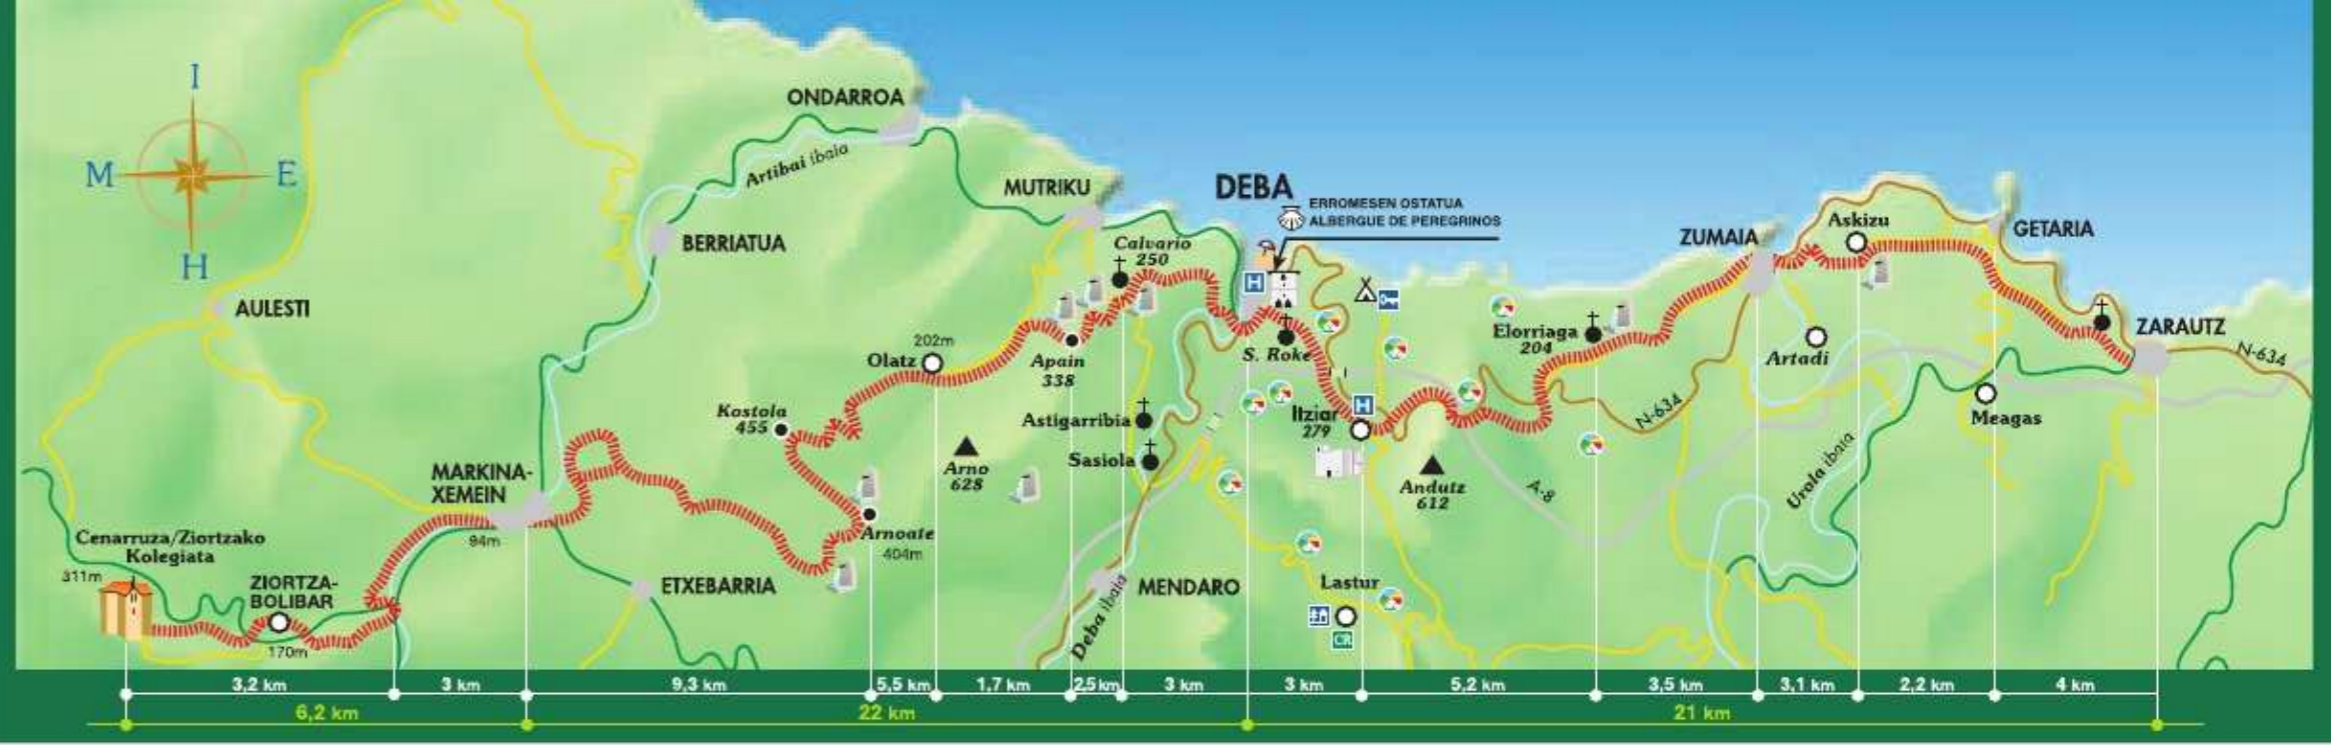 I
M
E
H
ONDARROA
Artibai ibaia
MUTRIKU
DEBA
ERROMESEN OSTATUA
ALBERGUE DE PEREGRINOS
BERRIATUA
Calvario
250
ZUMAIA
Askizu
GETARIA
AULESTI
H
202m
Olatz
Apain
338
S. Roke
Elorriaga
204
Artadi
ZARAUTZ
N-634
Kostola
455
Astigarribia
Itziar
279
H
N-634
Meagas
MARKINA-
XEMEIN
94m
Arno
628
Sasiola
Andutz
612
A-8
Urola ibaia
Cenarruza/Ziortzako
Kolegiata
311m
Arnoate
404m
ZIORTZA-
BOLIBAR
170m
ETXEBARRIA
MENDARO
Deba ibaia
Lastur
CR
3,2 km
3 km
9,3 km
5,5 km
1,7 km
2,5 km
3 km
3 km
5,2 km
3,5 km
3,1 km
2,2 km
4 km
6,2 km
22 km
21 km